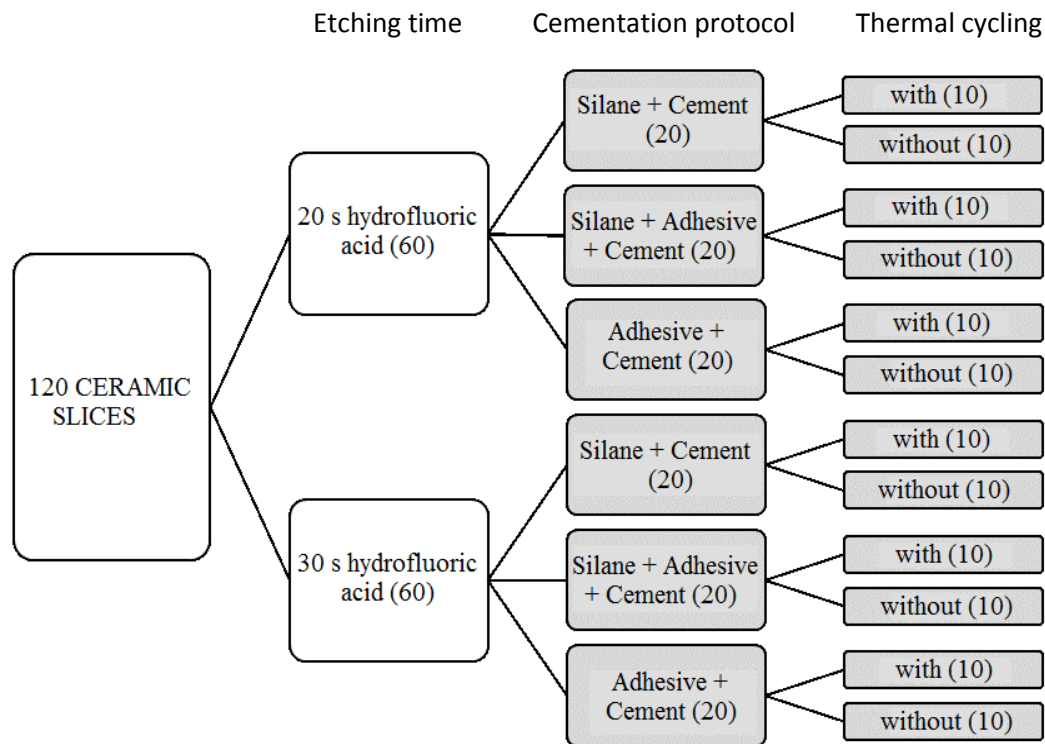 Etching time
Cementation protocol
Thermal cycling
120 CERAMIC
SLICES
20 s hydrofluoric
acid (60)
Silane + Cement
(20)
with (10)
without (10)
Silane + Adhesive
+ Cement (20)
with (10)
without (10)
Adhesive +
Cement (20)
with (10)
without (10)
30 s hydrofluoric
acid (60)
Silane + Cement
(20)
with (10)
without (10)
Silane + Adhesive
+ Cement (20)
with (10)
without (10)
Adhesive +
Cement (20)
with (10)
without (10)